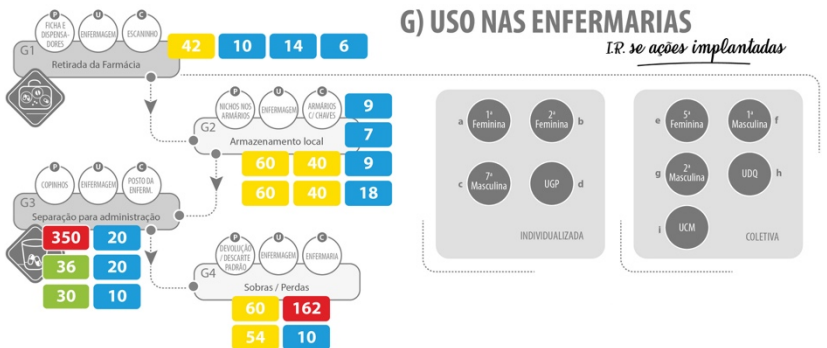 G) USO NAS ENFERMARIAS
I.R. se ações implantadas
P
U
C
FICHA E
DISPENSA-
DORES
ENFERMAGEM
ESCANINHO
G1
Retirada da Farmácia
42
10
14
6
P
U
C
NICHOS NOS
ARMÁRIOS
ENFERMAGEM
ARMÁRIOS
C/ CHAVES
G2
Armazenamento local
9
7
60
40
9
60
40
18
P
U
C
COPINHOS
ENFERMAGEM
POSTO DA
ENFERM.
G3
Separação para administração
350
20
36
20
30
10
P
U
C
DEVOLUÇÃO
/ DESCARTE
PADRÃO
ENFERMAGEM
ENFERMARIA
G4
Sobras / Perdas
60
162
54
10
a
1ª
Feminina
2ª
Feminina
b
c
7ª
Masculina
UGP
d
INDIVIDUALIZADA
e
5ª
Feminina
1ª
Masculina
f
g
2ª
Masculina
UDQ
h
i
UCM
COLETIVA